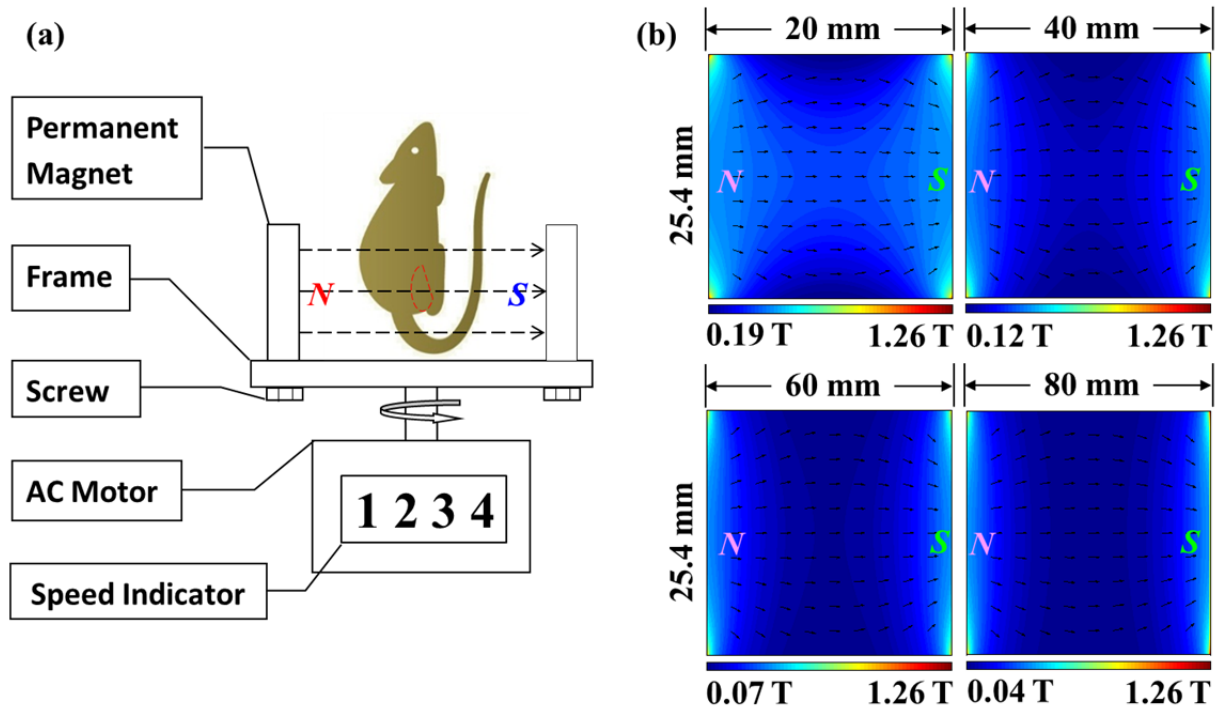 (a)
Permanent
Magnet
Frame
Screw
AC Motor
Speed Indicator
N
S
1 2 3 4
(b)
20 mm
40 mm
25.4 mm
N
S
N
S
0.19 T
1.26 T
0.12 T
1.26 T
60 mm
80 mm
25.4 mm
N
S
N
S
0.07 T
1.26 T
0.04 T
1.26 T